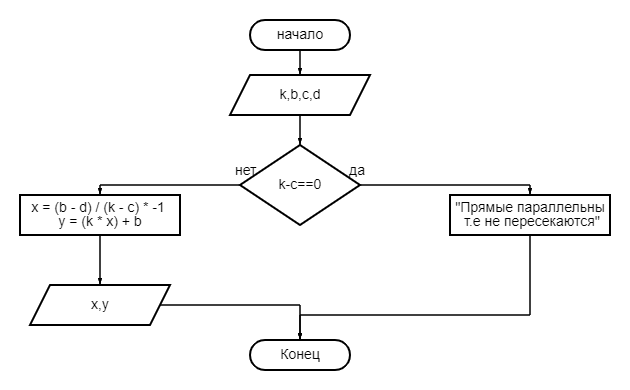 начало
k,b,c,d
нет
да
k-c==0
x = (b - d) / (k - c) * -1
y = (k * x) + b
"Прямые параллельны
т.е не пересекаются"
x,y
Конец